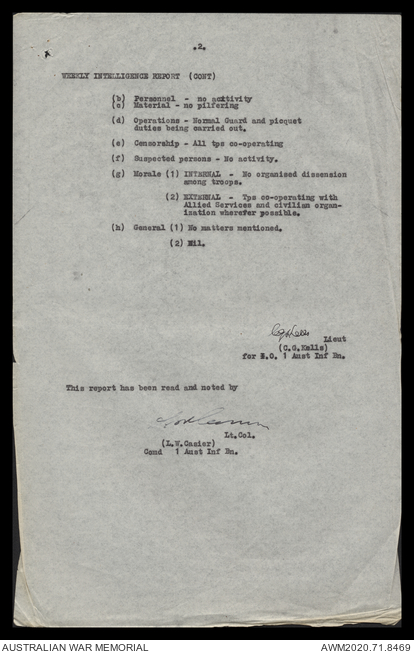 .2.
WEEKLY INTELLIGENCE REPORT (CONT)
(b) Personnel - no acitivity
(c) Material - no pilfering
(d) Operations - Normal Guard and picquet
duties being carried out.
(e) Censorship - All tps co-operating
(f) Suspected persons - No activity.
(g) Morale (1) INTERNAL - No organised dissension
among troops.
(2) EXTERNAL - Tps co-operating with
Allied Services and civilian organ-
ization wherefer possible.
(h) General (1) No matters mentioned.
(2) Nil.
Lieut
(C.G.Kells)
for I.O. 1 Aust Inf Bn.
This report has been read and noted by
Lt.Col.
(L.W.Casier)
Comd 1 Aust Inf Bn.
AUSTRALIAN WAR MEMORIAL
AWM2020.71.8469